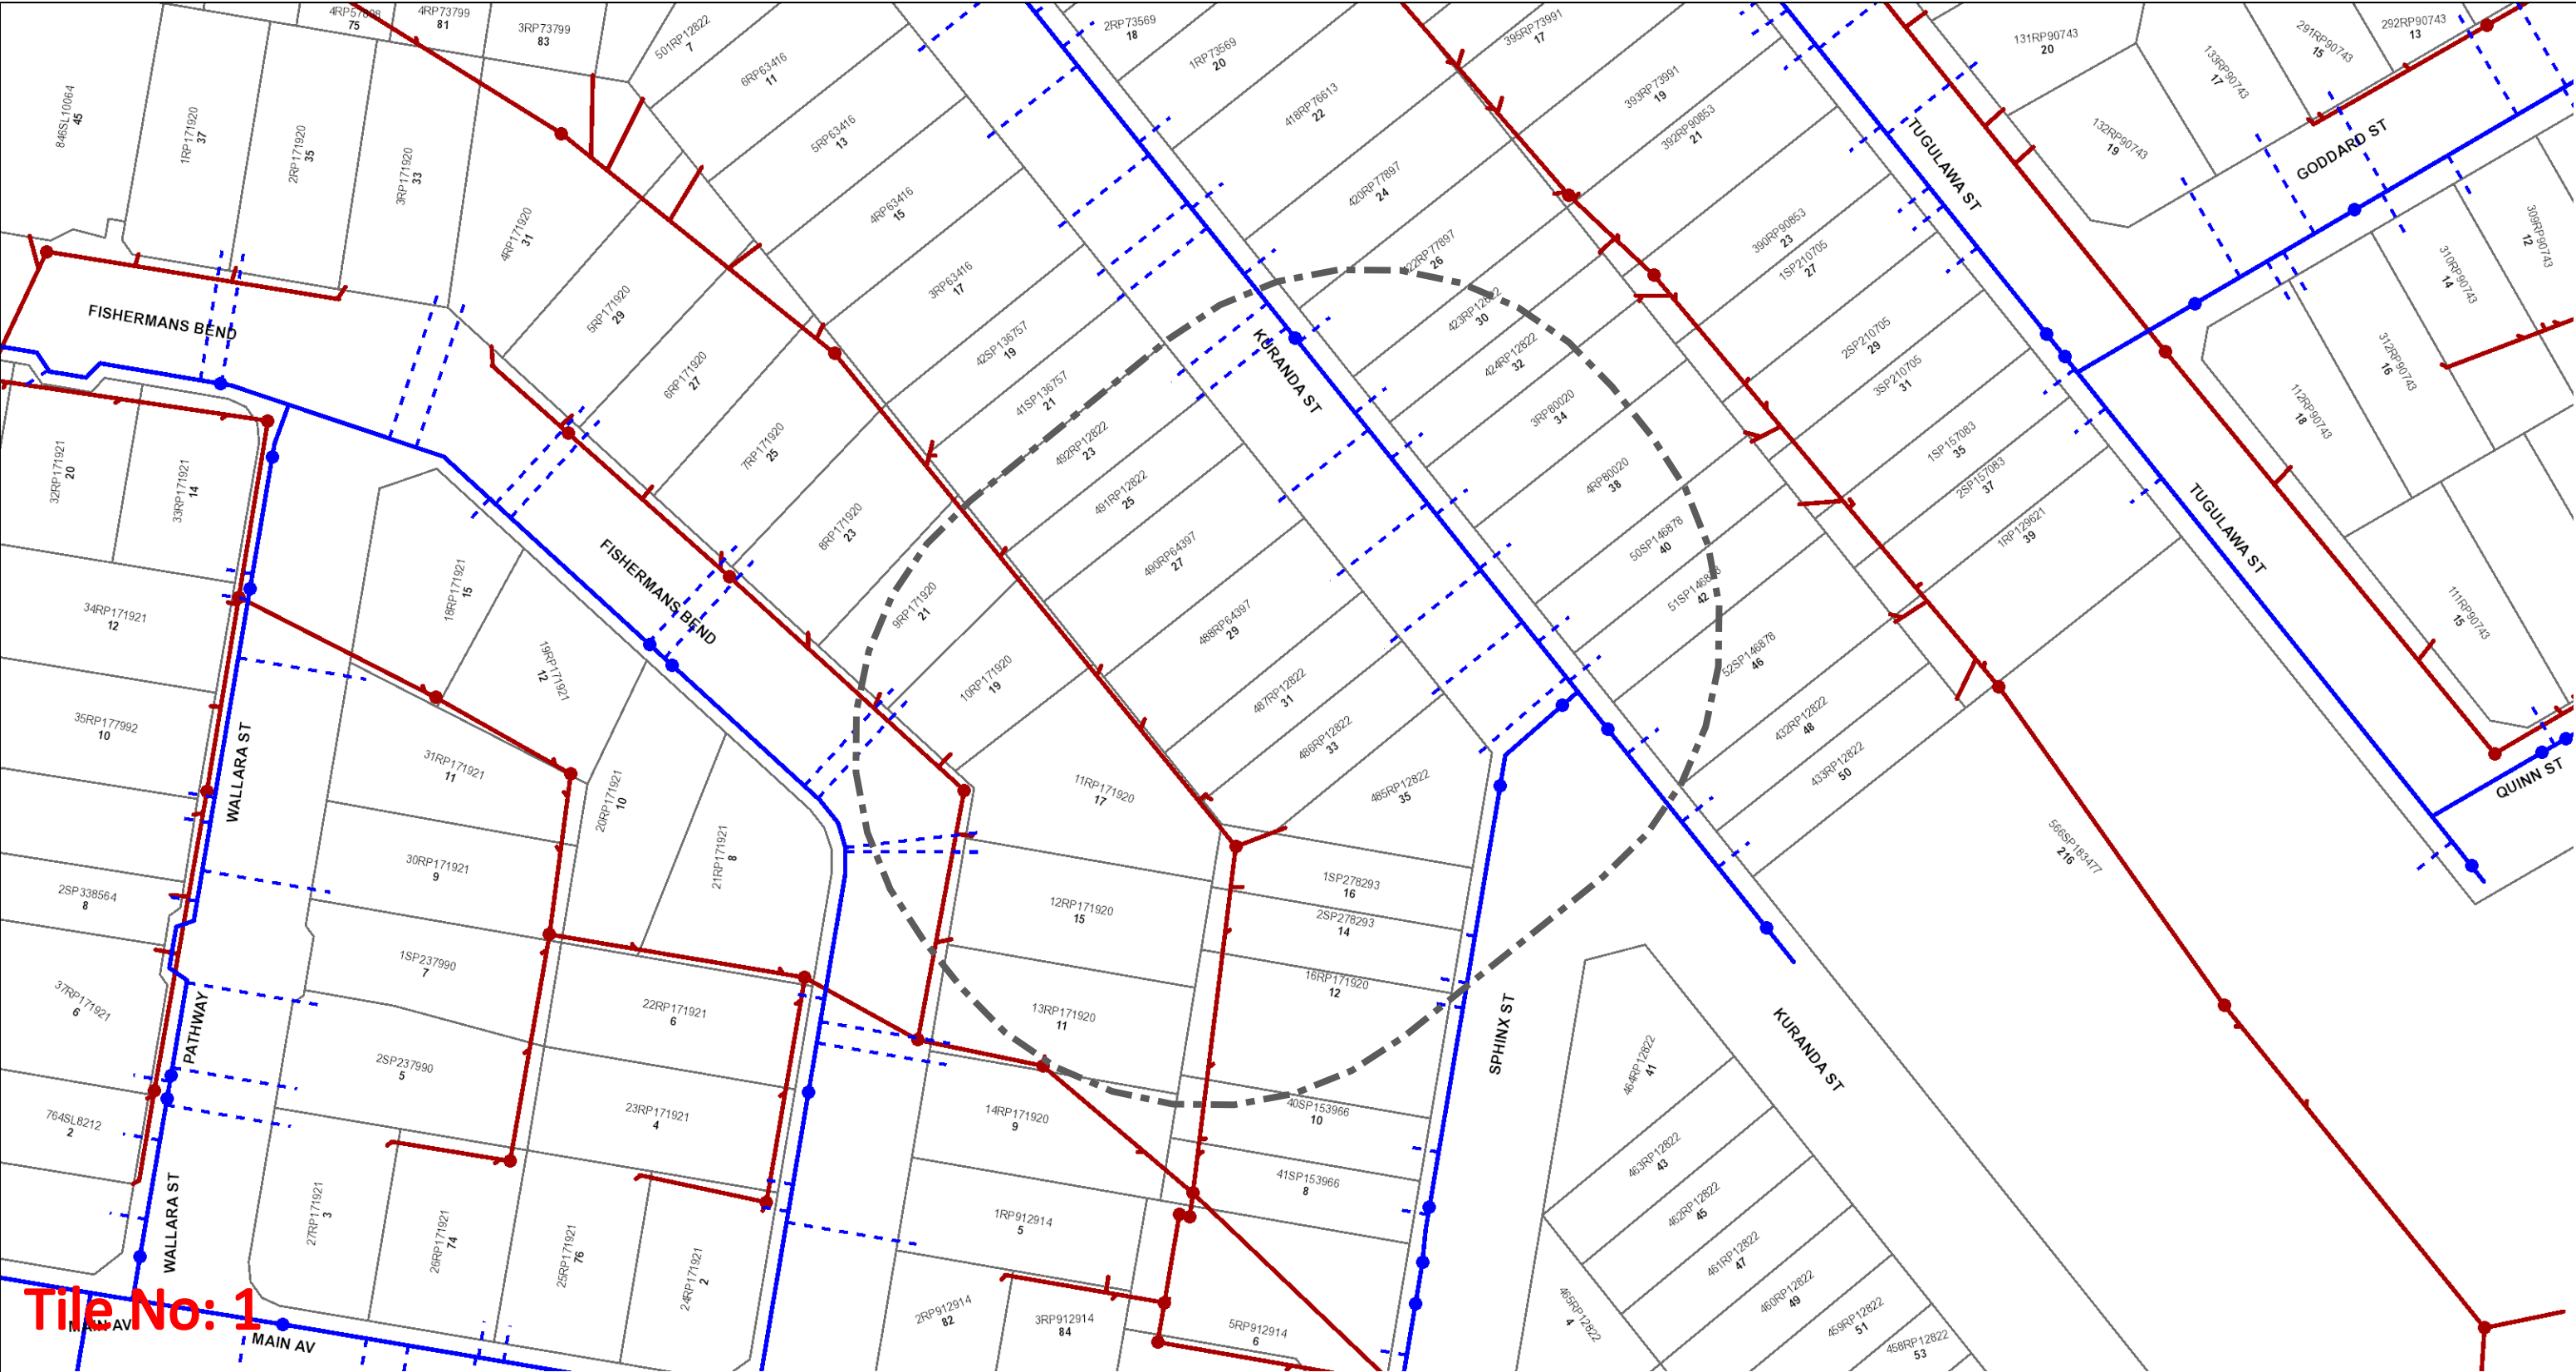 4RP57898
75
4RP73799
81
3RP73799
83
501RP12822
7
6RP63416
11
5RP63416
13
4RP63416
15
3RP63416
17
42SP136757
19
41SP136757
21
492RP12822
23
491RP12822
25
490RP64397
27
488RP64397
29
487RP12822
31
486RP12822
33
485RP12822
35
2RP73569
18
1RP73569
20
418RP76613
22
420RP77897
24
422RP77897
26
423RP12822
30
424RP12822
32
3RP80020
34
4RP80020
38
50SP146878
40
51SP146878
42
52SP146878
46
432RP12822
48
433RP12822
50
395RP73991
17
393RP73991
19
392RP90853
21
390RP90853
23
1SP210705
27
2SP210705
29
3SP210705
31
1SP157083
35
2SP157083
37
1RP129621
39
566SP183477
216
131RP90743
20
132RP90743
19
133RP90743
17
291RP90743
15
292RP90743
13
309RP90743
12
310RP90743
14
312RP90743
16
112RP90743
18
111RP90743
15
TUGULAWA ST
TUGULAWA ST
GODDARD ST
QUINN ST
KURANDA ST
KURANDA ST
SPHINX ST
846SL10064
45
1RP171920
37
2RP171920
35
3RP171920
33
4RP171920
31
5RP171920
29
6RP171920
27
7RP171920
25
8RP171920
23
9RP171920
21
10RP171920
19
11RP171920
17
12RP171920
15
13RP171920
11
14RP171920
9
1RP912914
5
2RP912914
82
3RP912914
84
5RP912914
6
1SP278293
16
2SP278293
14
16RP171920
12
40SP153966
10
41SP153966
8
FISHERMANS BEND
FISHERMANS BEND
32RP171921
20
33RP171921
14
34RP171921
12
35RP177992
10
2SP338564
8
37RP171921
6
764SL8212
2
WALLARA ST
PATHWAY
WALLARA ST
18RP171921
15
19RP171921
12
31RP171921
11
30RP171921
9
20RP171921
10
21RP171921
8
1SP237990
7
2SP237990
5
22RP171921
6
23RP171921
4
27RP171921
3
26RP171921
74
25RP171921
76
24RP171921
2
464RP12822
41
463RP12822
43
462RP12822
45
461RP12822
47
460RP12822
49
459RP12822
51
458RP12822
53
465RP12822
4
Tile No: 1
MAIN AV
MAIN AV